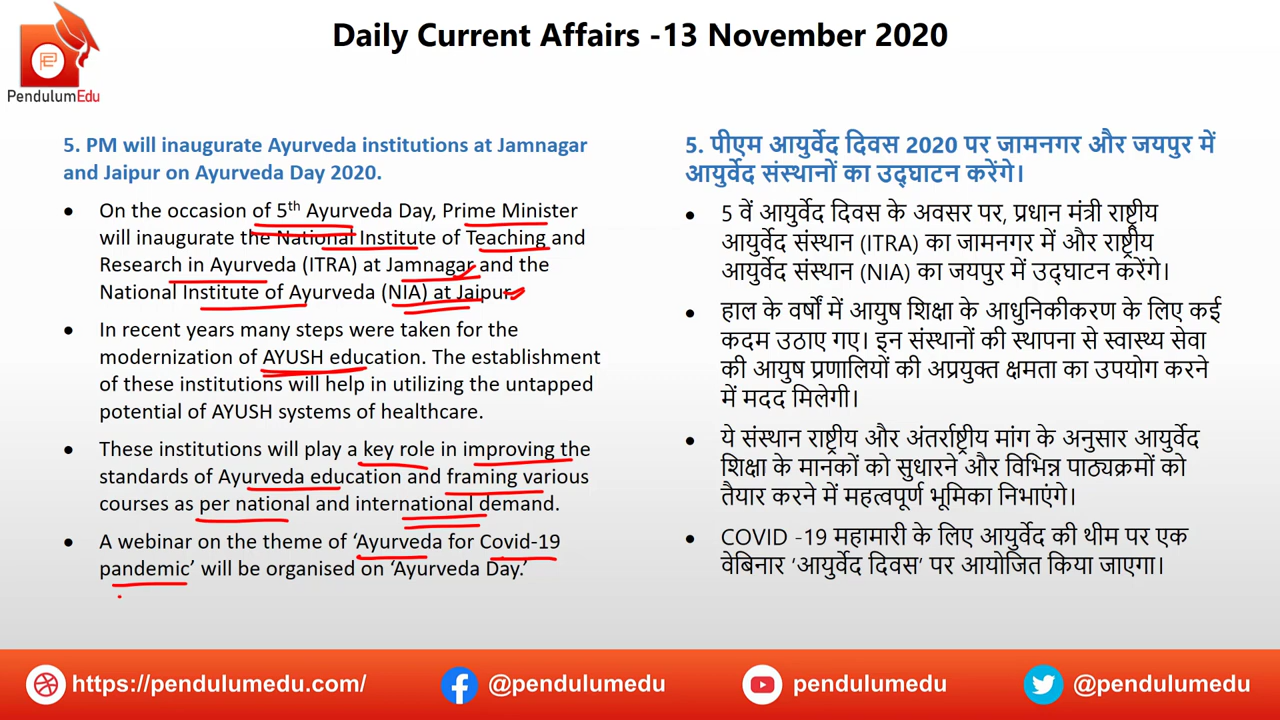 Daily Current Affairs -13 November 2020
PendulumEdu
5. PM will inaugurate Ayurveda institutions at Jamnagar
and Jaipur on Ayurveda Day 2020.
• On the occasion of 5th Ayurveda Day, Prime Minister
will inaugurate the National Institute of Teaching and
Research in Ayurveda (ITRA) at Jamnagar and the
National Institute of Ayurveda (NIA) at Jaipur.
• In recent years many steps were taken for the
modernization of AYUSH education. The establishment
of these institutions will help in utilizing the untapped
potential of AYUSH systems of healthcare.
• These institutions will play a key role in improving the
standards of Ayurveda education and framing various
courses as per national and international demand.
• A webinar on the theme of ‘Ayurveda for Covid-19
pandemic’ will be organised on ‘Ayurveda Day.’
5. पीएम आयुर्वेद दिवस 2020 पर जामनगर और जयपुर में
आयुर्वेद संस्थानों का उद्घाटन करेंगे।
• 5 वें आयुर्वेद दिवस के अवसर पर, प्रधान मंत्री राष्ट्रीय
आयुर्वेद संस्थान (ITRA) का जामनगर में और राष्ट्रीय
आयुर्वेद संस्थान (NIA) का जयपुर में उद्घाटन करेंगे।
• हाल के वर्षों में आयुष शिक्षा के आधुनिकीकरण के लिए कई
कदम उठाए गए। इन संस्थानों की स्थापना से स्वास्थ्य सेवा
की आयुष प्रणालियों की अप्रयुक्त क्षमता का उपयोग करने
में मदद मिलेगी।
• ये संस्थान राष्ट्रीय और अंतर्राष्ट्रीय मांग के अनुसार आयुर्वेद
शिक्षा के मानकों को सुधारने और विभिन्न पाठ्यक्रमों को
तैयार करने में महत्वपूर्ण भूमिका निभाएंगे।
• COVID -19 महामारी के लिए आयुर्वेद की थीम पर एक
वेबिनार ‘आयुर्वेद दिवस’ पर आयोजित किया जाएगा।
https://pendulumedu.com/ @pendulumedu pendulumedu @pendulumedu